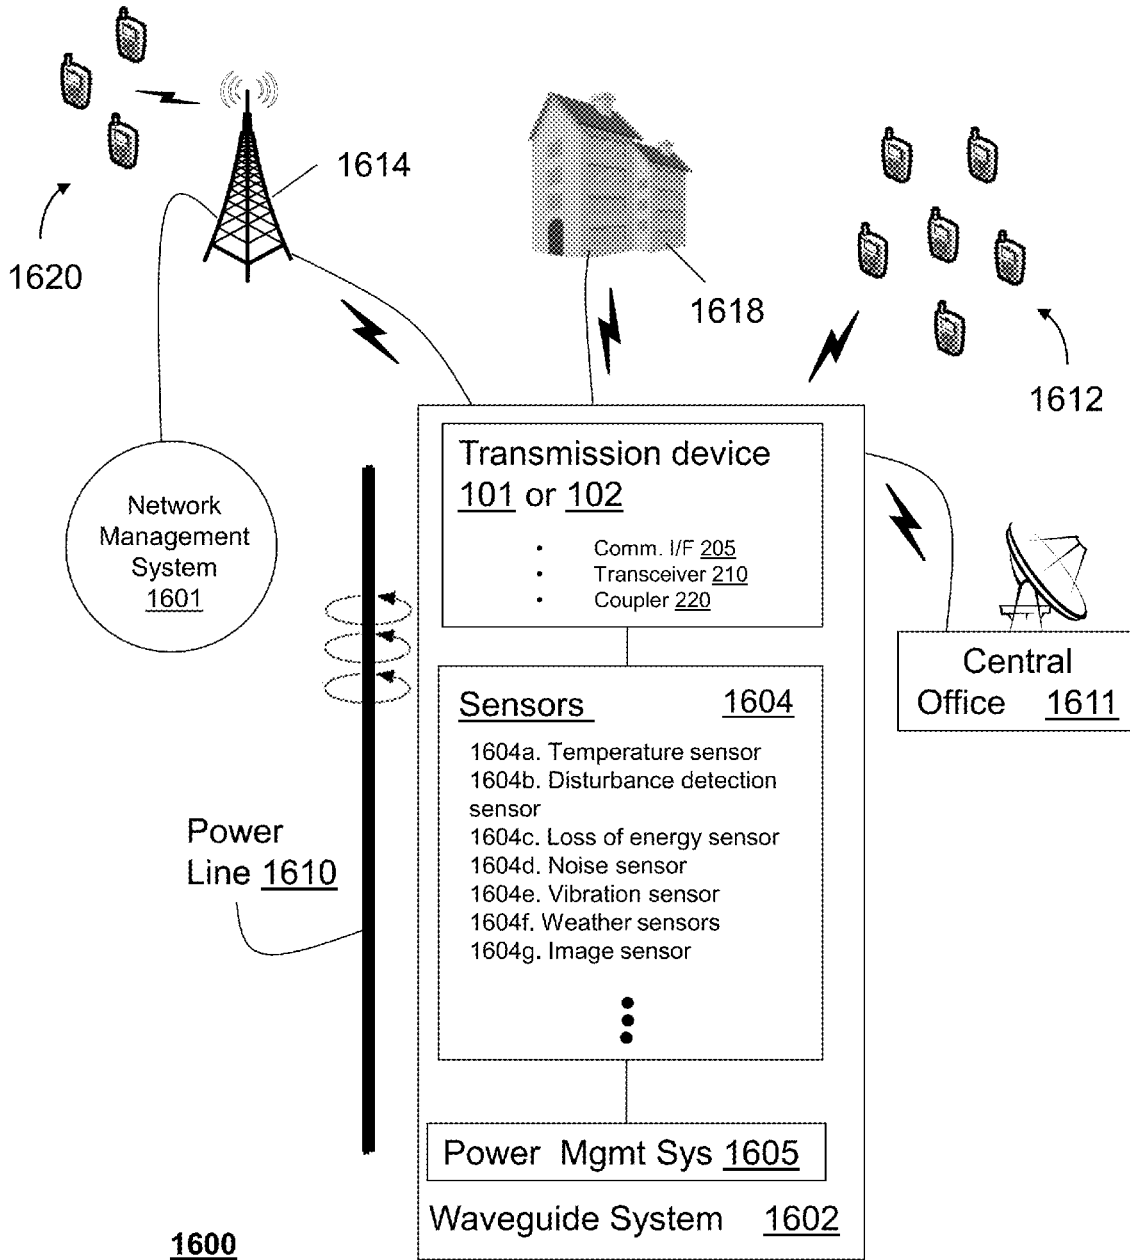 1614
1620
1618
1612
Transmission device
101 or 102
• Comm. I/F 205
• Transceiver 210
• Coupler 220
Network
Management
System
1601
Central
Office 1611
Sensors 1604
1604a. Temperature sensor
1604b. Disturbance detection
sensor
1604c. Loss of energy sensor
1604d. Noise sensor
1604e. Vibration sensor
1604f. Weather sensors
1604g. Image sensor
Power
Line 1610
Power Mgmt Sys 1605
Waveguide System 1602
1600